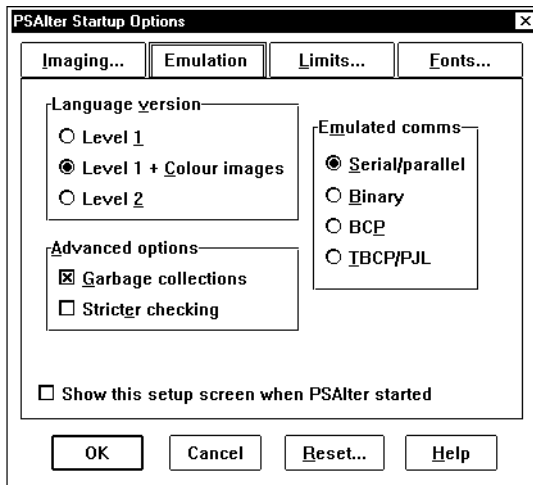 PSAlter Startup Options
Imaging... Emulation Limits... Fonts...
Language version
Level 1
Level 1 + Colour images
Level 2
Emulated comms
Serial/parallel
Binary
BCP
TBCP/PJL
Advanced options
Garbage collections
Stricter checking
Show this setup screen when PSAlter started
OK Cancel Reset... Help